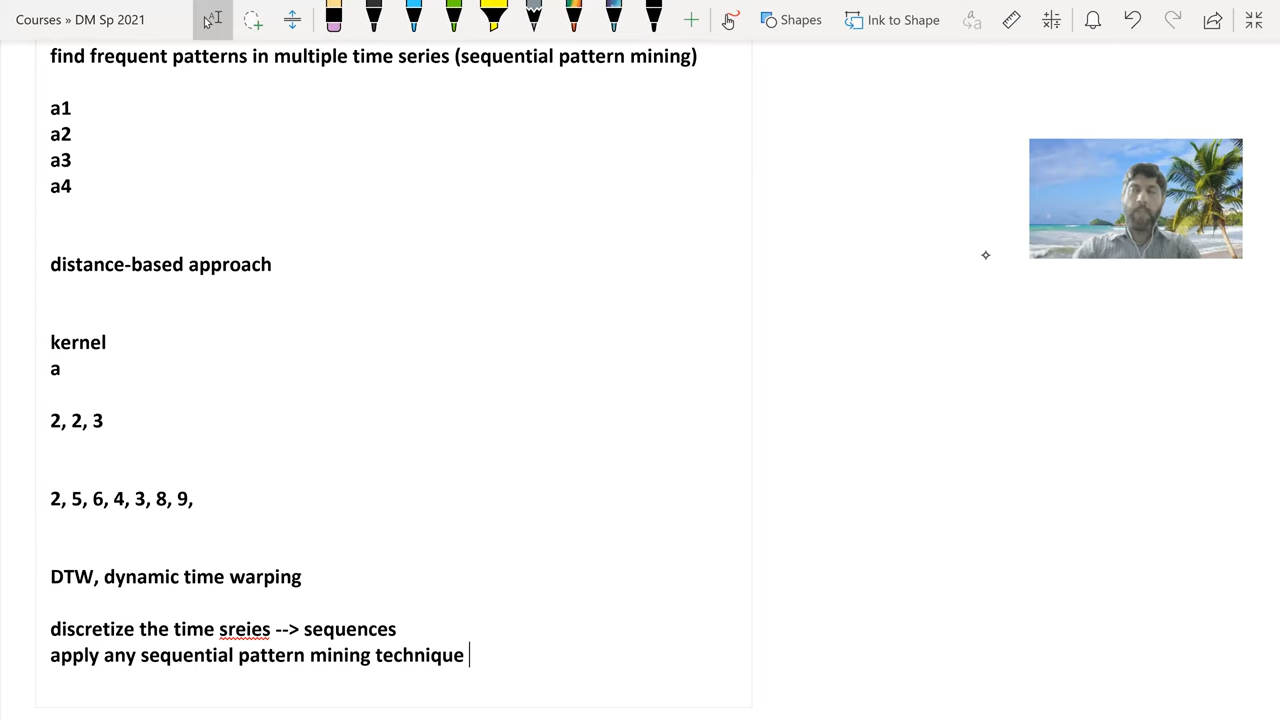 Courses » DM Sp 2021
Shapes
Ink to Shape
find frequent patterns in multiple time series (sequential pattern mining)
a1
a2
a3
a4
distance-based approach
kernel
a
2, 2, 3
2, 5, 6, 4, 3, 8, 9,
DTW, dynamic time warping
discretize the time sreies --> sequences
apply any sequential pattern mining technique